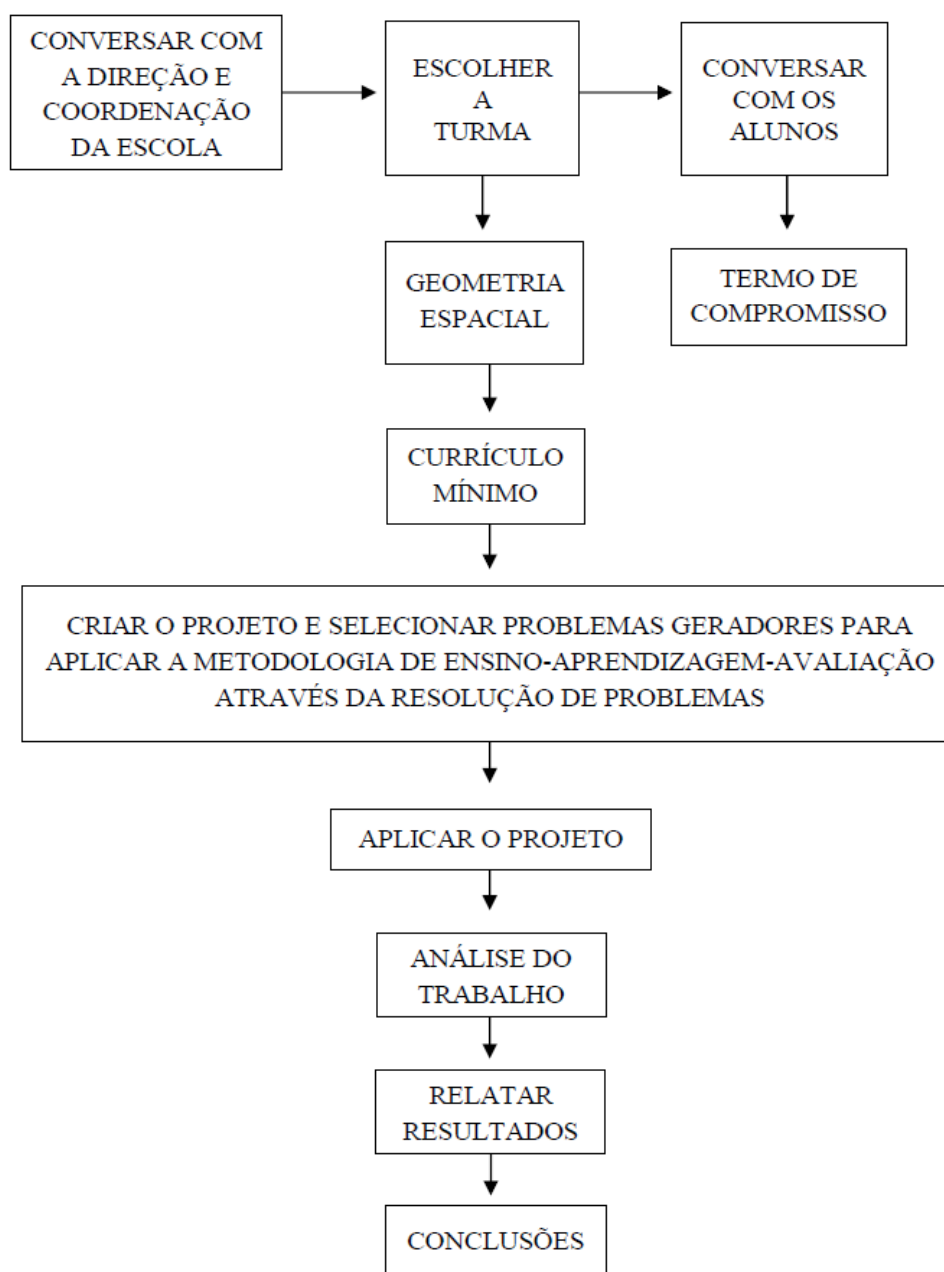 CONVERSAR COM
A DIREÇÃO E
COORDENAÇÃO
DA ESCOLA
ESCOLHER
A
TURMA
CONVERSAR
COM OS
ALUNOS
GEOMETRIA
ESPACIAL
TERMO DE
COMPROMISSO
CURRÍCULO
MÍNIMO
CRIAR O PROJETO E SELECIONAR PROBLEMAS GERADORES PARA
APLICAR A METODOLOGIA DE ENSINO-APRENDIZAGEM-AVALIAÇÃO
ATRAVÉS DA RESOLUÇÃO DE PROBLEMAS
APLICAR O PROJETO
ANÁLISE DO
TRABALHO
RELATAR
RESULTADOS
CONCLUSÕES